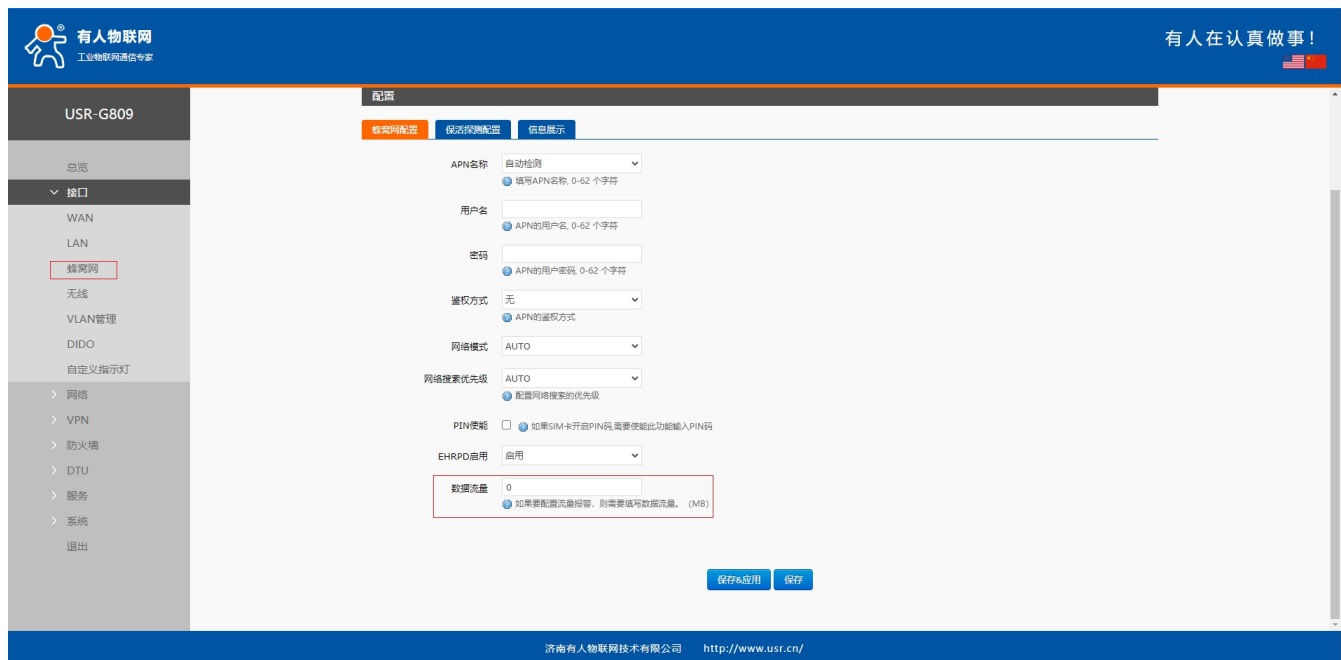 有人物联网
工业物联网通信专家
有人在认真做事！
USR-G809
总览
接口
WAN
LAN
蜂窝网
无线
VLAN管理
DIDO
自定义指示灯
网络
VPN
防火墙
DTU
服务
系统
退出
配置
蜂窝网配置 保活探测配置 信息展示
APN名称 自动检测
填写APN名称, 0-62 个字符
用户名
APN的用户名, 0-62 个字符
密码
APN的用户密码, 0-62 个字符
鉴权方式 无
APN的鉴权方式
网络模式 AUTO
网络搜索优先级 AUTO
配置网络搜索的优先级
PIN使能 如果SIM卡开启PIN码,需要使能此功能输入PIN码
EHRPD启用 启用
数据流量 0
如果要配置流量报警，则需要填写数据流量。 (MB)
保存&应用 保存
济南有人物联网技术有限公司 http://www.usr.cn/